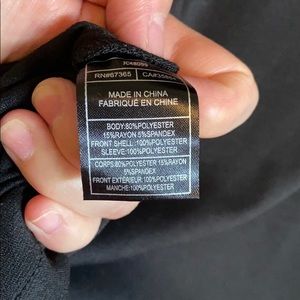 RN#67365
MADE IN CHINA
FABRIQUÉ EN CHINE
BODY:80%POLYESTER
15%RAYON 5%SPANDEX
FRONT SHELL:100%POLYESTER
SLEEVE:100%POLYESTER
CORPS:80%POLYESTER 15%RAYON
5%SPANDEX
FRONT EXTÉRIEUR:100%POLYESTER
MANCHE:100%POLYESTER